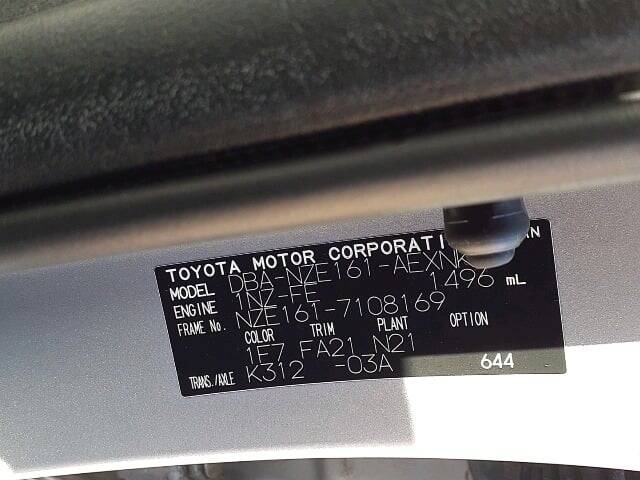 TOYOTA MOTOR CORPORATI
MODEL DBA-NZE161-AEXNK
ENGINE 1NZ-FE 1496 mL
FRAME No. NZE161-7108169
COLOR TRIM PLANT OPTION
1E7 FA21 N21
TRANS./AXLE K312 -03A 644